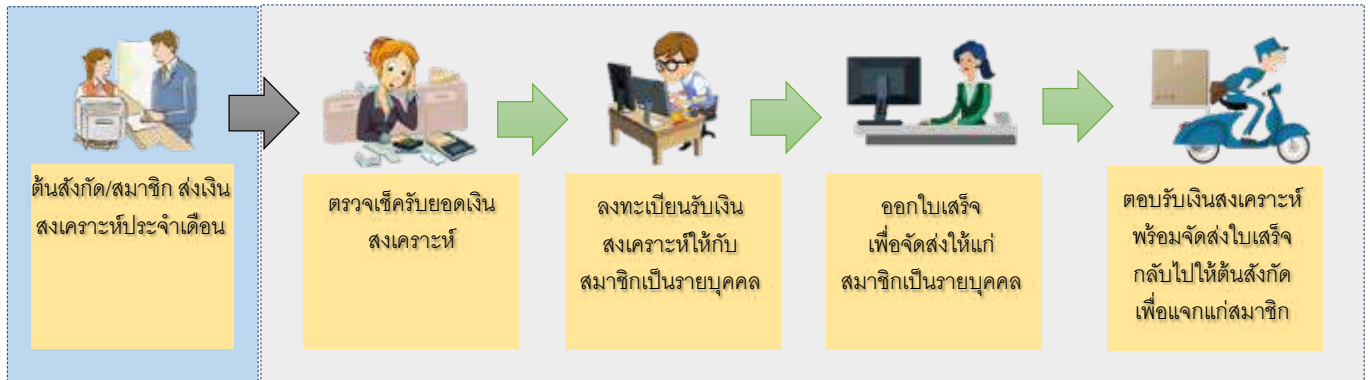 ต้นสังกัด/สมาชิก ส่งเงิน
สงเคราะห์ประจำเดือน
ตรวจเช็ครับยอดเงิน
สงเคราะห์
ลงทะเบียนรับเงิน
สงเคราะห์ให้กับ
สมาชิกเป็นรายบุคคล
ออกใบเสร็จ
เพื่อจัดส่งให้แก่
สมาชิกเป็นรายบุคคล
ตอบรับเงินสงเคราะห์
พร้อมจัดส่งใบเสร็จ
กลับไปให้ต้นสังกัด
เพื่อแจกแก่สมาชิก